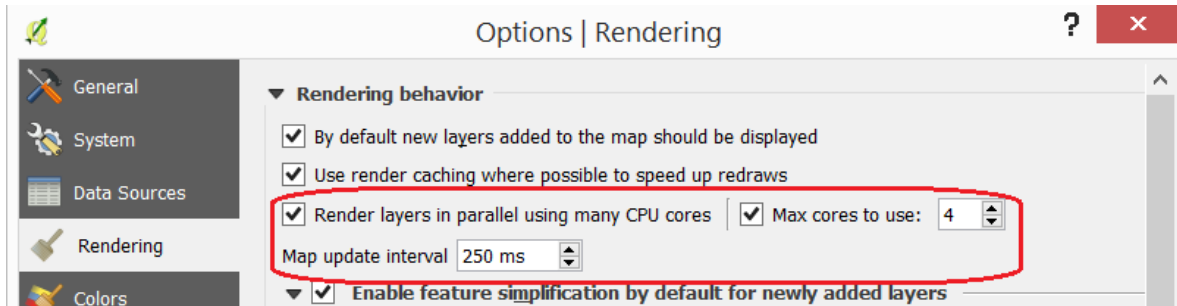 Options | Rendering ? ×
General
System
Data Sources
Rendering
Colors
Rendering behavior
By default new layers added to the map should be displayed
Use render caching where possible to speed up redraws
Render layers in parallel using many CPU cores Max cores to use: 4
Map update interval 250 ms
Enable feature simplification by default for newly added layers